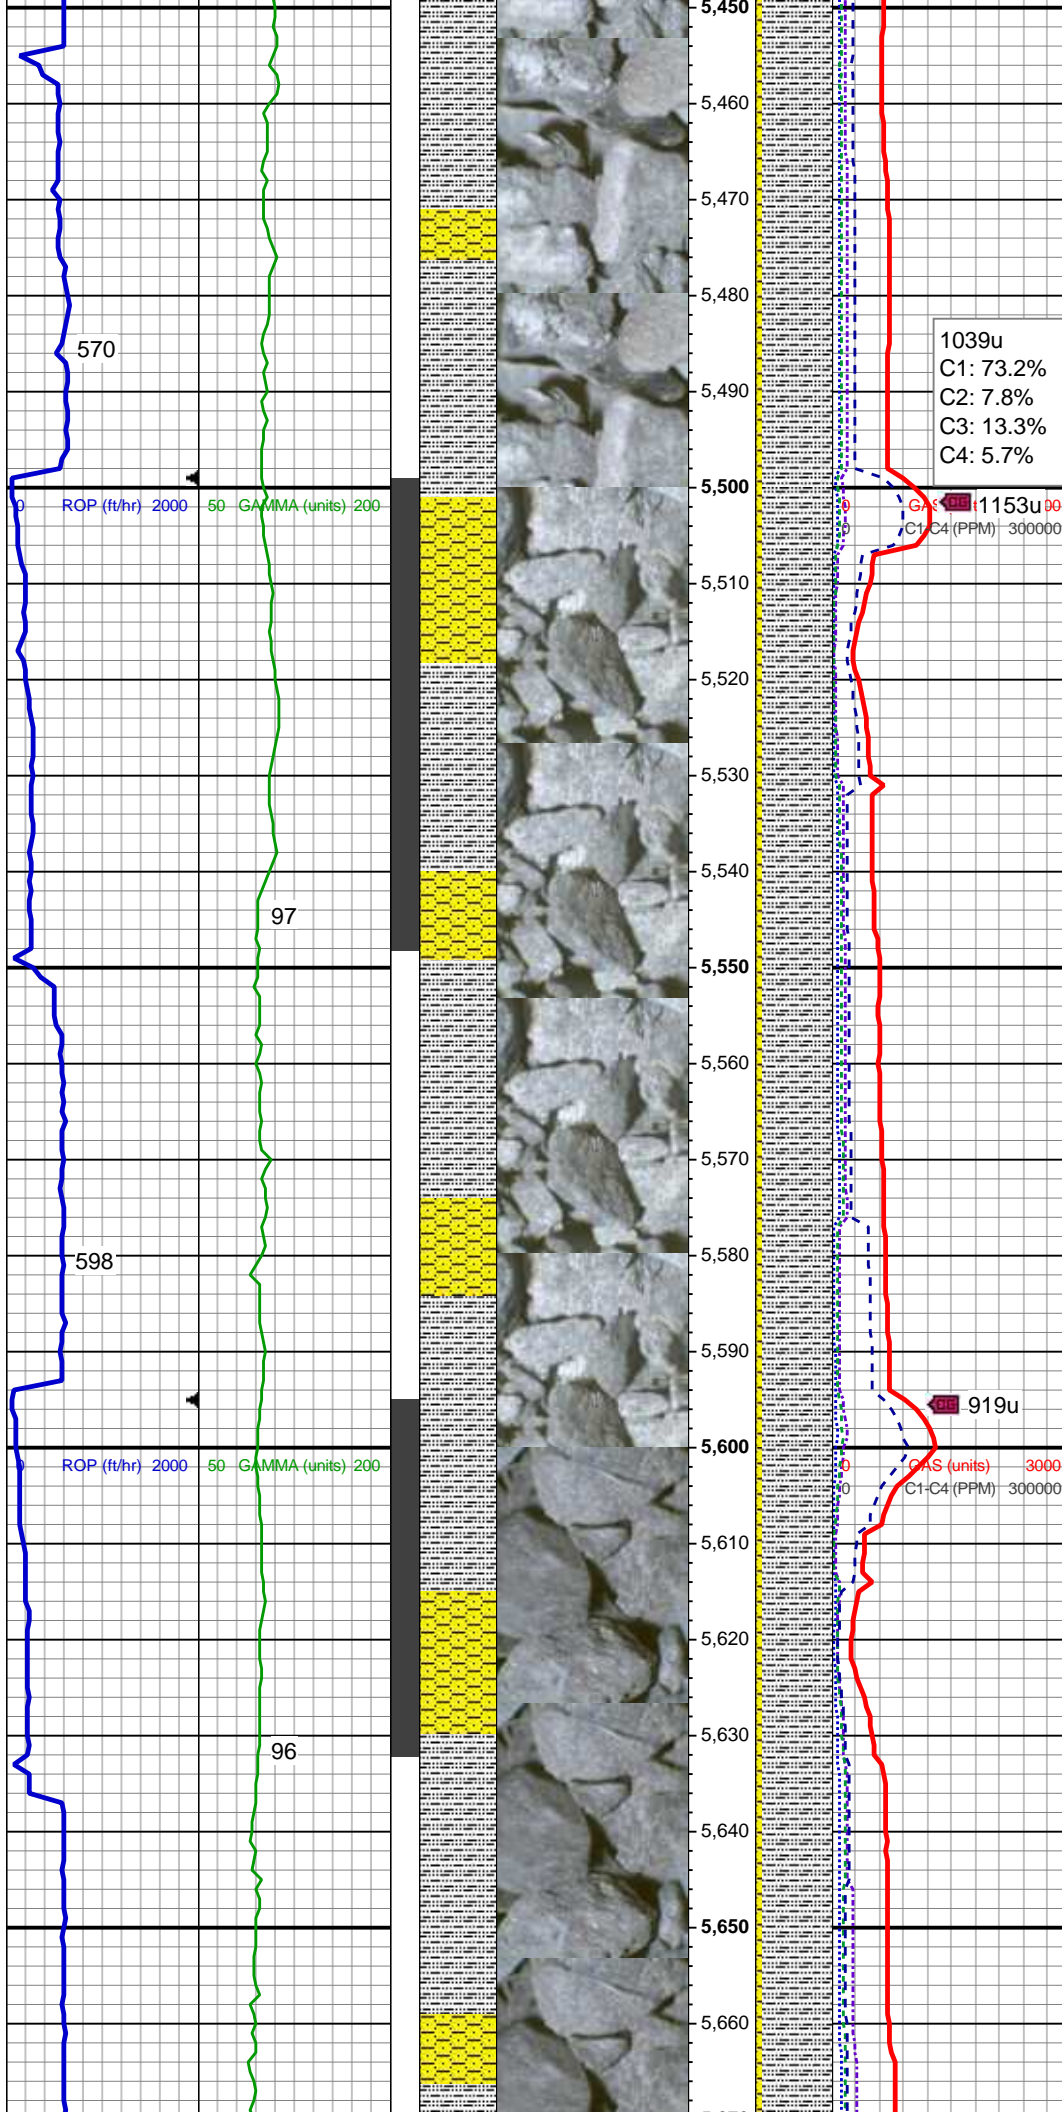 5,450
5,460
5,470
5,480
570
1039u
C1: 73.2%
C2: 7.8%
C3: 13.3%
C4: 5.7%
5,490
5,500
0 ROP (ft/hr) 2000 50 GAMMA (units) 200
CG 1153u
0 C1-C4 (PPM) 300000
5,510
5,520
5,530
5,540
97
5,550
5,560
5,570
5,580
598
5,590
CG 919u
5,600
0 ROP (ft/hr) 2000 50 GAMMA (units) 200 0 GAS (units) 3000
0 C1-C4 (PPM) 300000
5,610
5,620
5,630
96
5,640
5,650
5,660